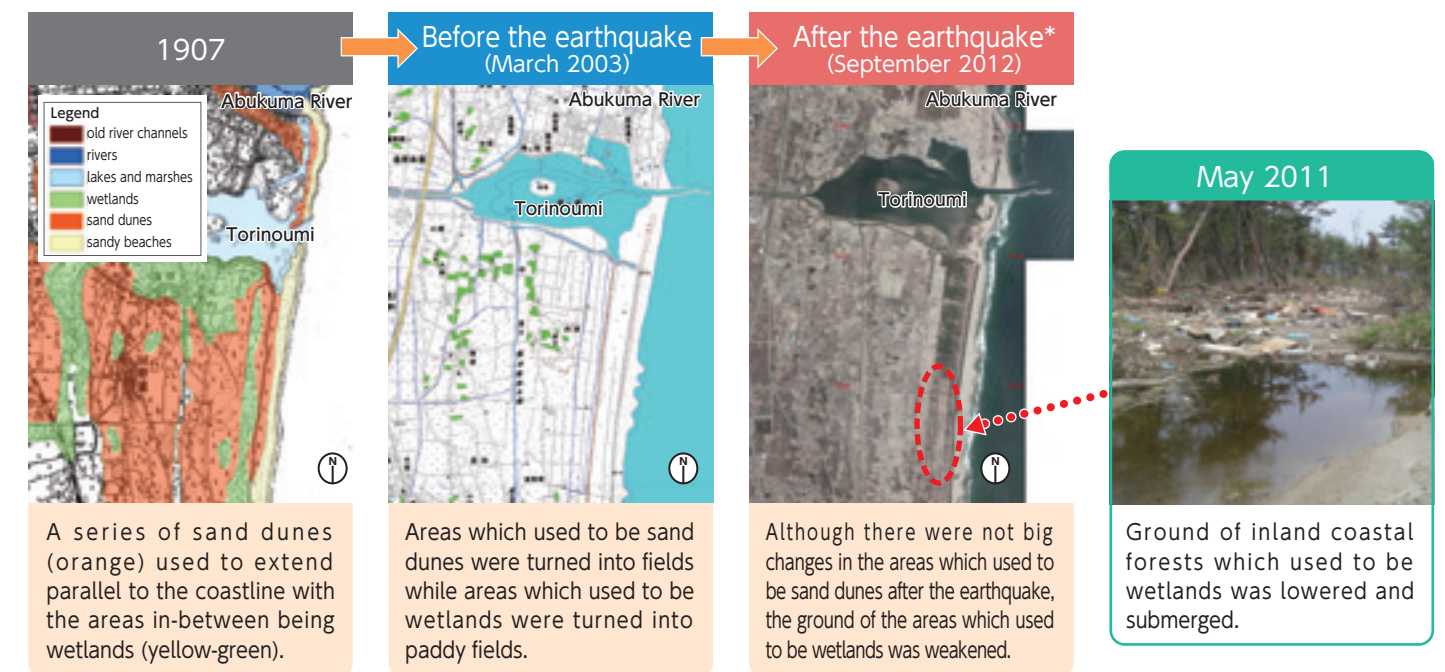 1907
Abukuma River
Legend
old river channels
rivers
lakes and marshes
wetlands
sand dunes
sandy beaches
Torinoumi
N
A series of sand dunes
(orange) used to extend
parallel to the coastline with
the areas in-between being
wetlands (yellow-green).
Before the earthquake
(March 2003)
Abukuma River
Torinoumi
N
Areas which used to be sand
dunes were turned into fields
while areas which used to be
wetlands were turned into
paddy fields.
After the earthquake*
(September 2012)
Abukuma River
Torinoumi
N
Although there were not big
changes in the areas which used to
be sand dunes after the earthquake,
the ground of the areas which used
to be wetlands was weakened.
May 2011
Ground of inland coastal
forests which used to be
wetlands was lowered and
submerged.